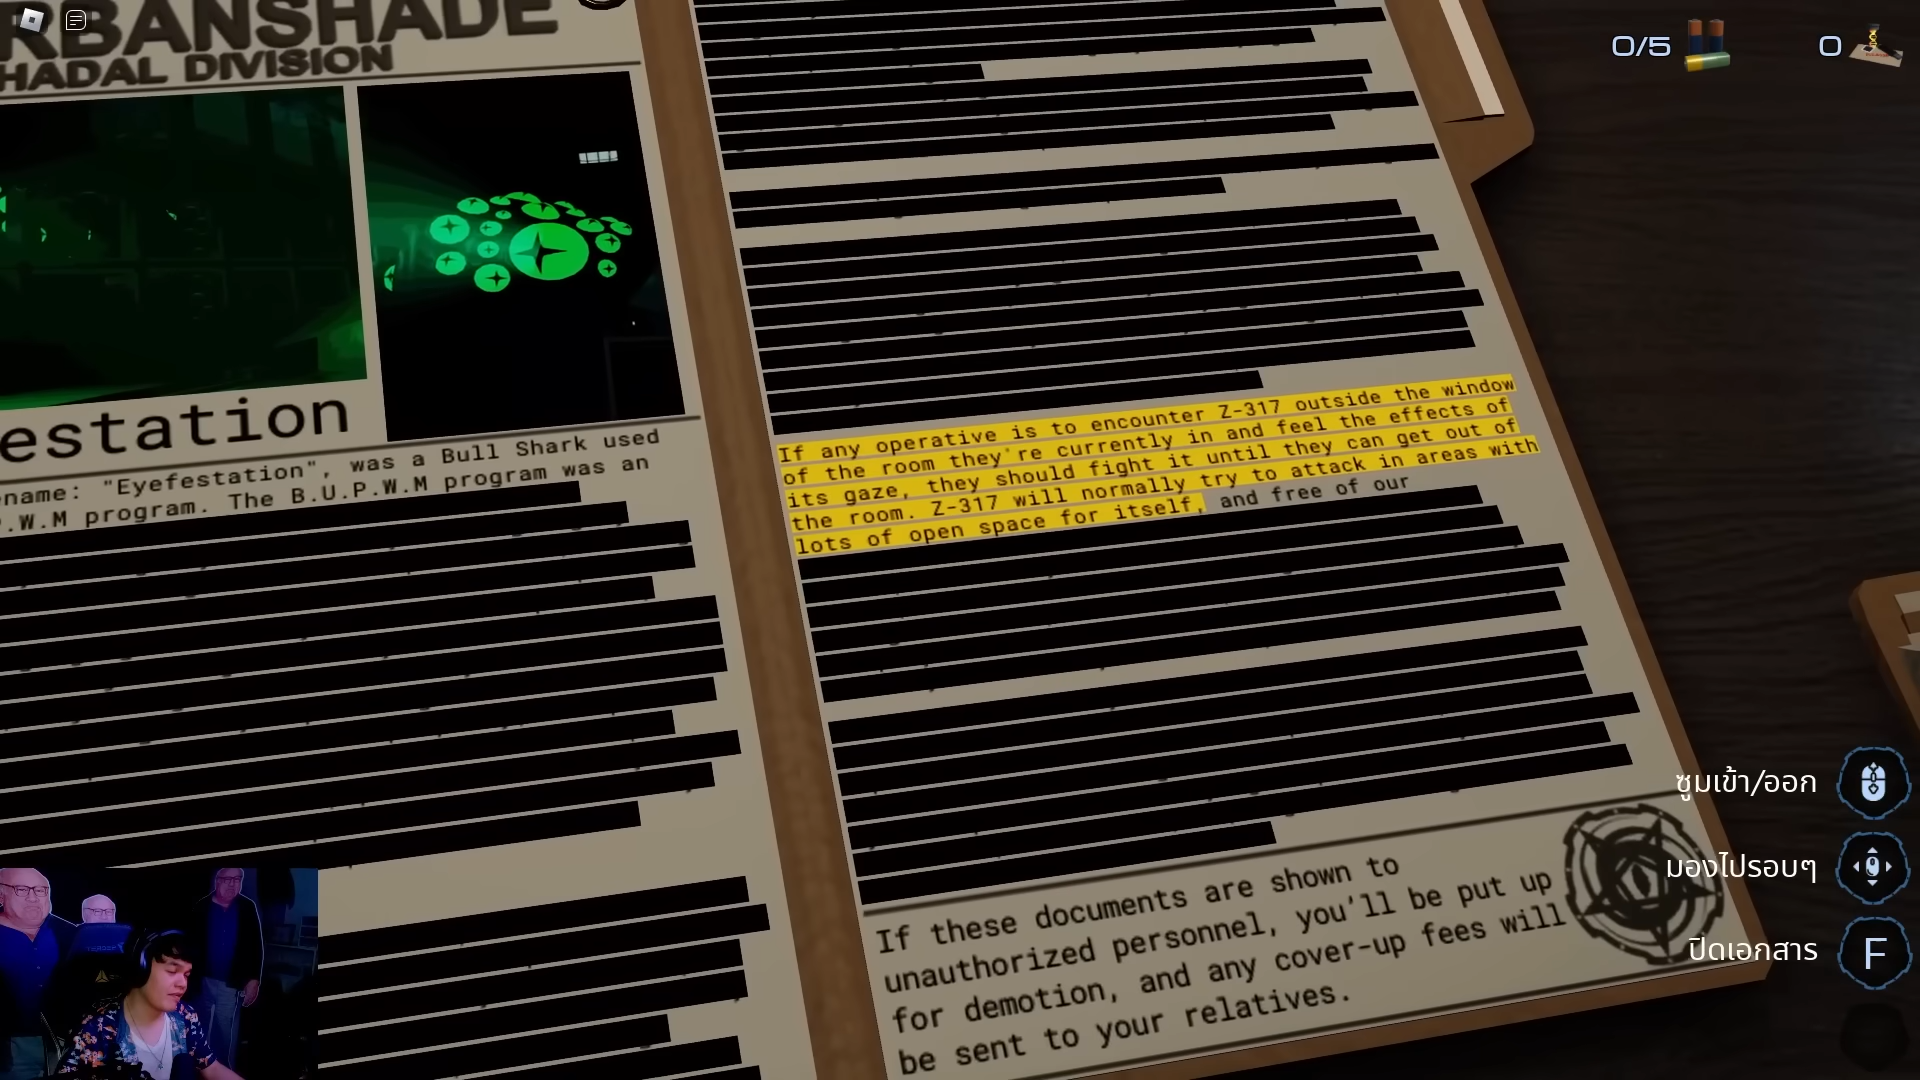 RBANSHADE
HADAL DIVISION
estation
ename: "Eyefestation", was a Bull Shark used
P.W.M program. The B.U.P.W.M program was an
If any operative is to encounter Z-317 outside the window
of the room they're currently in and feel the effects of
its gaze, they should fight it until they can get out of
the room. Z-317 will normally try to attack in areas with
lots of open space for itself, and free of our
If these documents are shown to
unauthorized personnel, you'll be put up
for demotion, and any cover-up fees will
be sent to your relatives.
0/5
0
ซูมเข้า/ออก
มองไปรอบๆ
ปิดเอกสาร
F